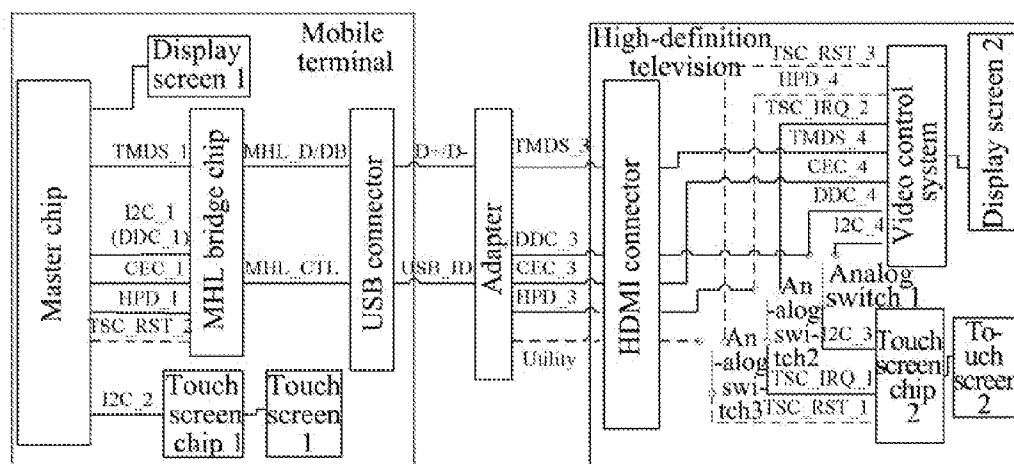 Mobile
terminal
Display
screen 1
Master chip
TMDS_1
I2C_1
(DDC_1)
CEC_1
HPD_1
TSC_RST_2
I2C_2
MHL bridge chip
Touch
screen
chip 1
Touch
screen
1
MHL_D/DB
MHL_CTL
USB connector
D+/D-
USB_ID
Adapter
TMDS_3
DDC_3
CEC_3
HPD_3
Utility
High-definition
television
HDMI connector
TSC_RST_3
HPD_4
TSC_IRQ_2
TMDS_4
CEC_4
DDC_4
I2C_4
Video control
system
Display screen 2
Analog
switch 1
An
-alog
swi-
tch2
An
-alog
swi-
tch3
I2C_3
TSC_IRQ_1
TSC_RST_1
Touch
screen
chip
2
To-
uch
screen
2